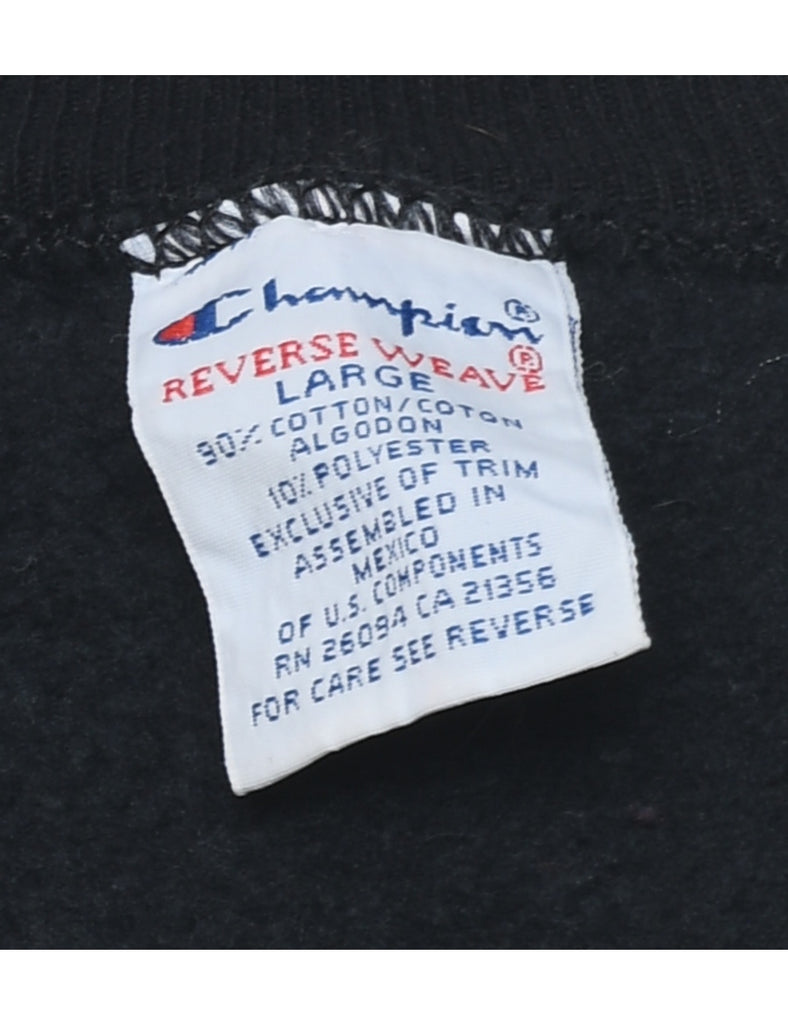 Champion®
REVERSE WEAVE®
LARGE
90% COTTON/COTON
ALGODON
10% POLYESTER
EXCLUSIVE OF TRIM
ASSEMBLED IN
MEXICO
OF U.S. COMPONENTS
RN 26094 CA 21356
FOR CARE SEE REVERSE